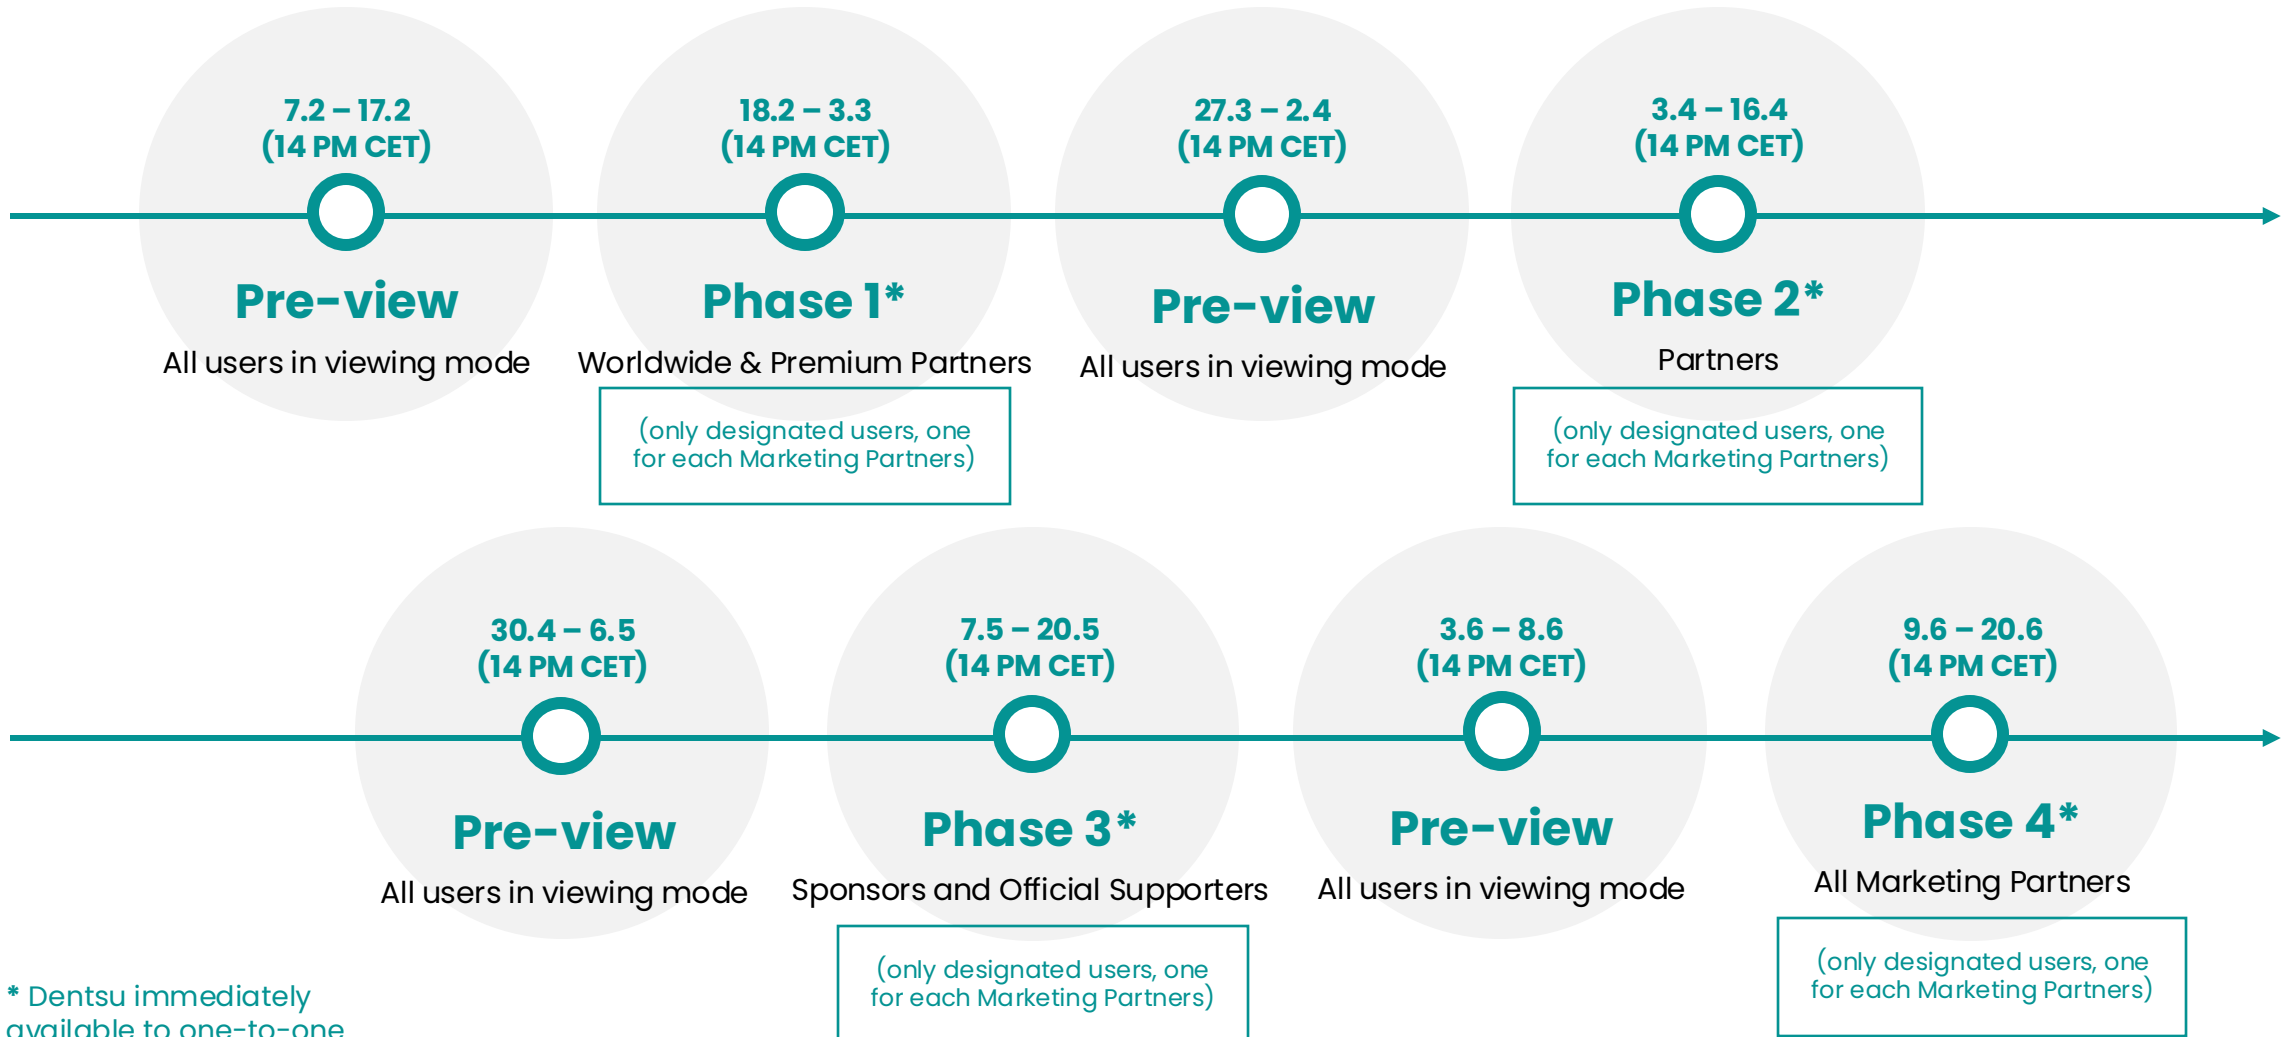 7.2 – 17.2
(14 PM CET)
Pre-view
All users in viewing mode
18.2 – 3.3
(14 PM CET)
Phase 1*
Worldwide & Premium Partners
(only designated users, one
for each Marketing Partners)
27.3 – 2.4
(14 PM CET)
Pre-view
All users in viewing mode
3.4 – 16.4
(14 PM CET)
Phase 2*
Partners
(only designated users, one
for each Marketing Partners)
30.4 – 6.5
(14 PM CET)
Pre-view
All users in viewing mode
7.5 – 20.5
(14 PM CET)
Phase 3*
Sponsors and Official Supporters
(only designated users, one
for each Marketing Partners)
3.6 – 8.6
(14 PM CET)
Pre-view
All users in viewing mode
9.6 – 20.6
(14 PM CET)
Phase 4*
All Marketing Partners
(only designated users, one
for each Marketing Partners)
* Dentsu immediately
available to one-to-one